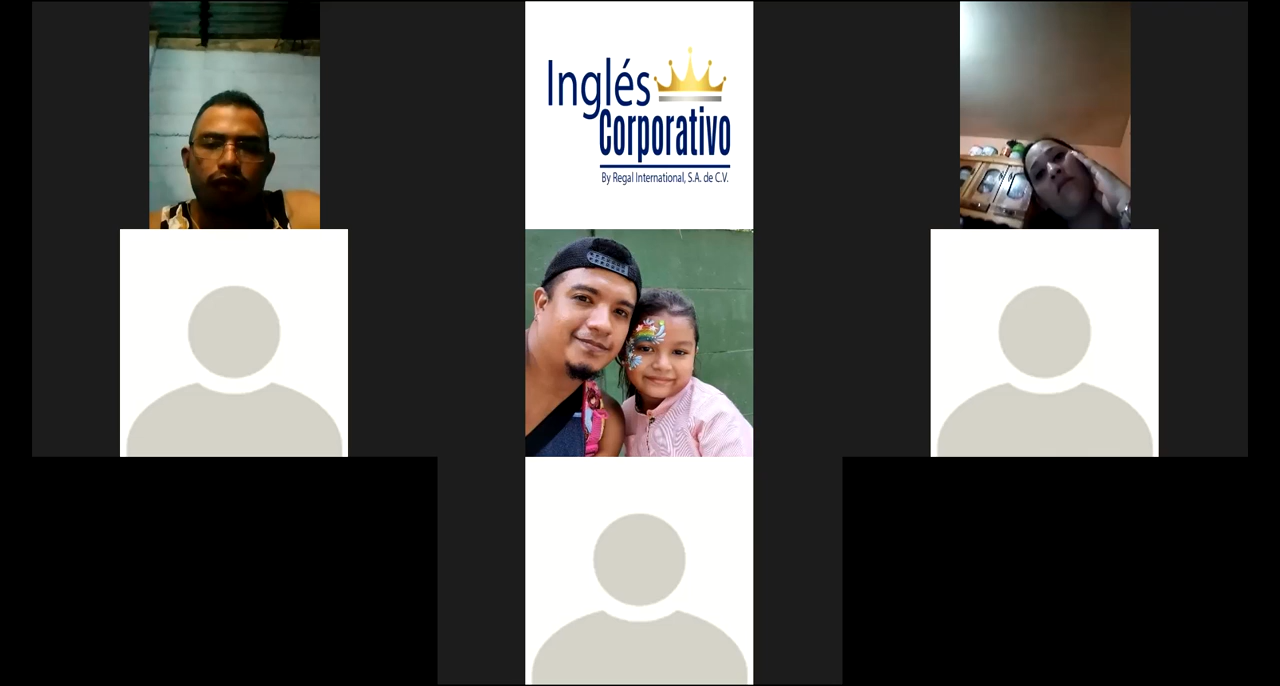 Inglés
Corporativo
By Regal International, S.A. de C.V.